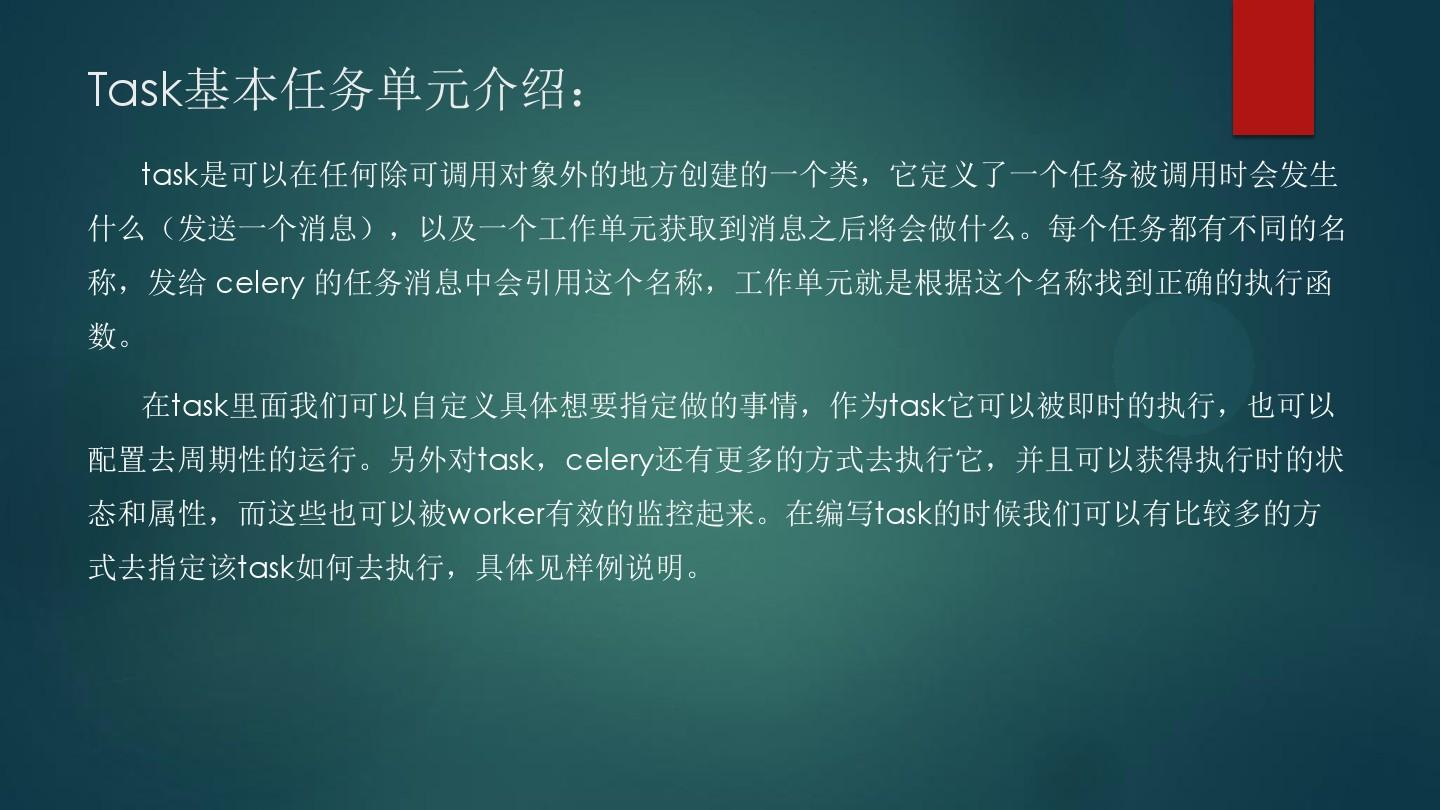 Task基本任务单元介绍：
task是可以在任何除可调用对象外的地方创建的一个类，它定义了一个任务被调用时会发生
什么（发送一个消息），以及一个工作单元获取到消息之后将会做什么。每个任务都有不同的名
称，发给 celery 的任务消息中会引用这个名称，工作单元就是根据这个名称找到正确的执行函
数。
在task里面我们可以自定义具体想要指定做的事情，作为task它可以被即时的执行，也可以
配置去周期性的运行。另外对task，celery还有更多的方式去执行它，并且可以获得执行时的状
态和属性，而这些也可以被worker有效的监控起来。在编写task的时候我们可以有比较多的方
式去指定该task如何去执行，具体见样例说明。